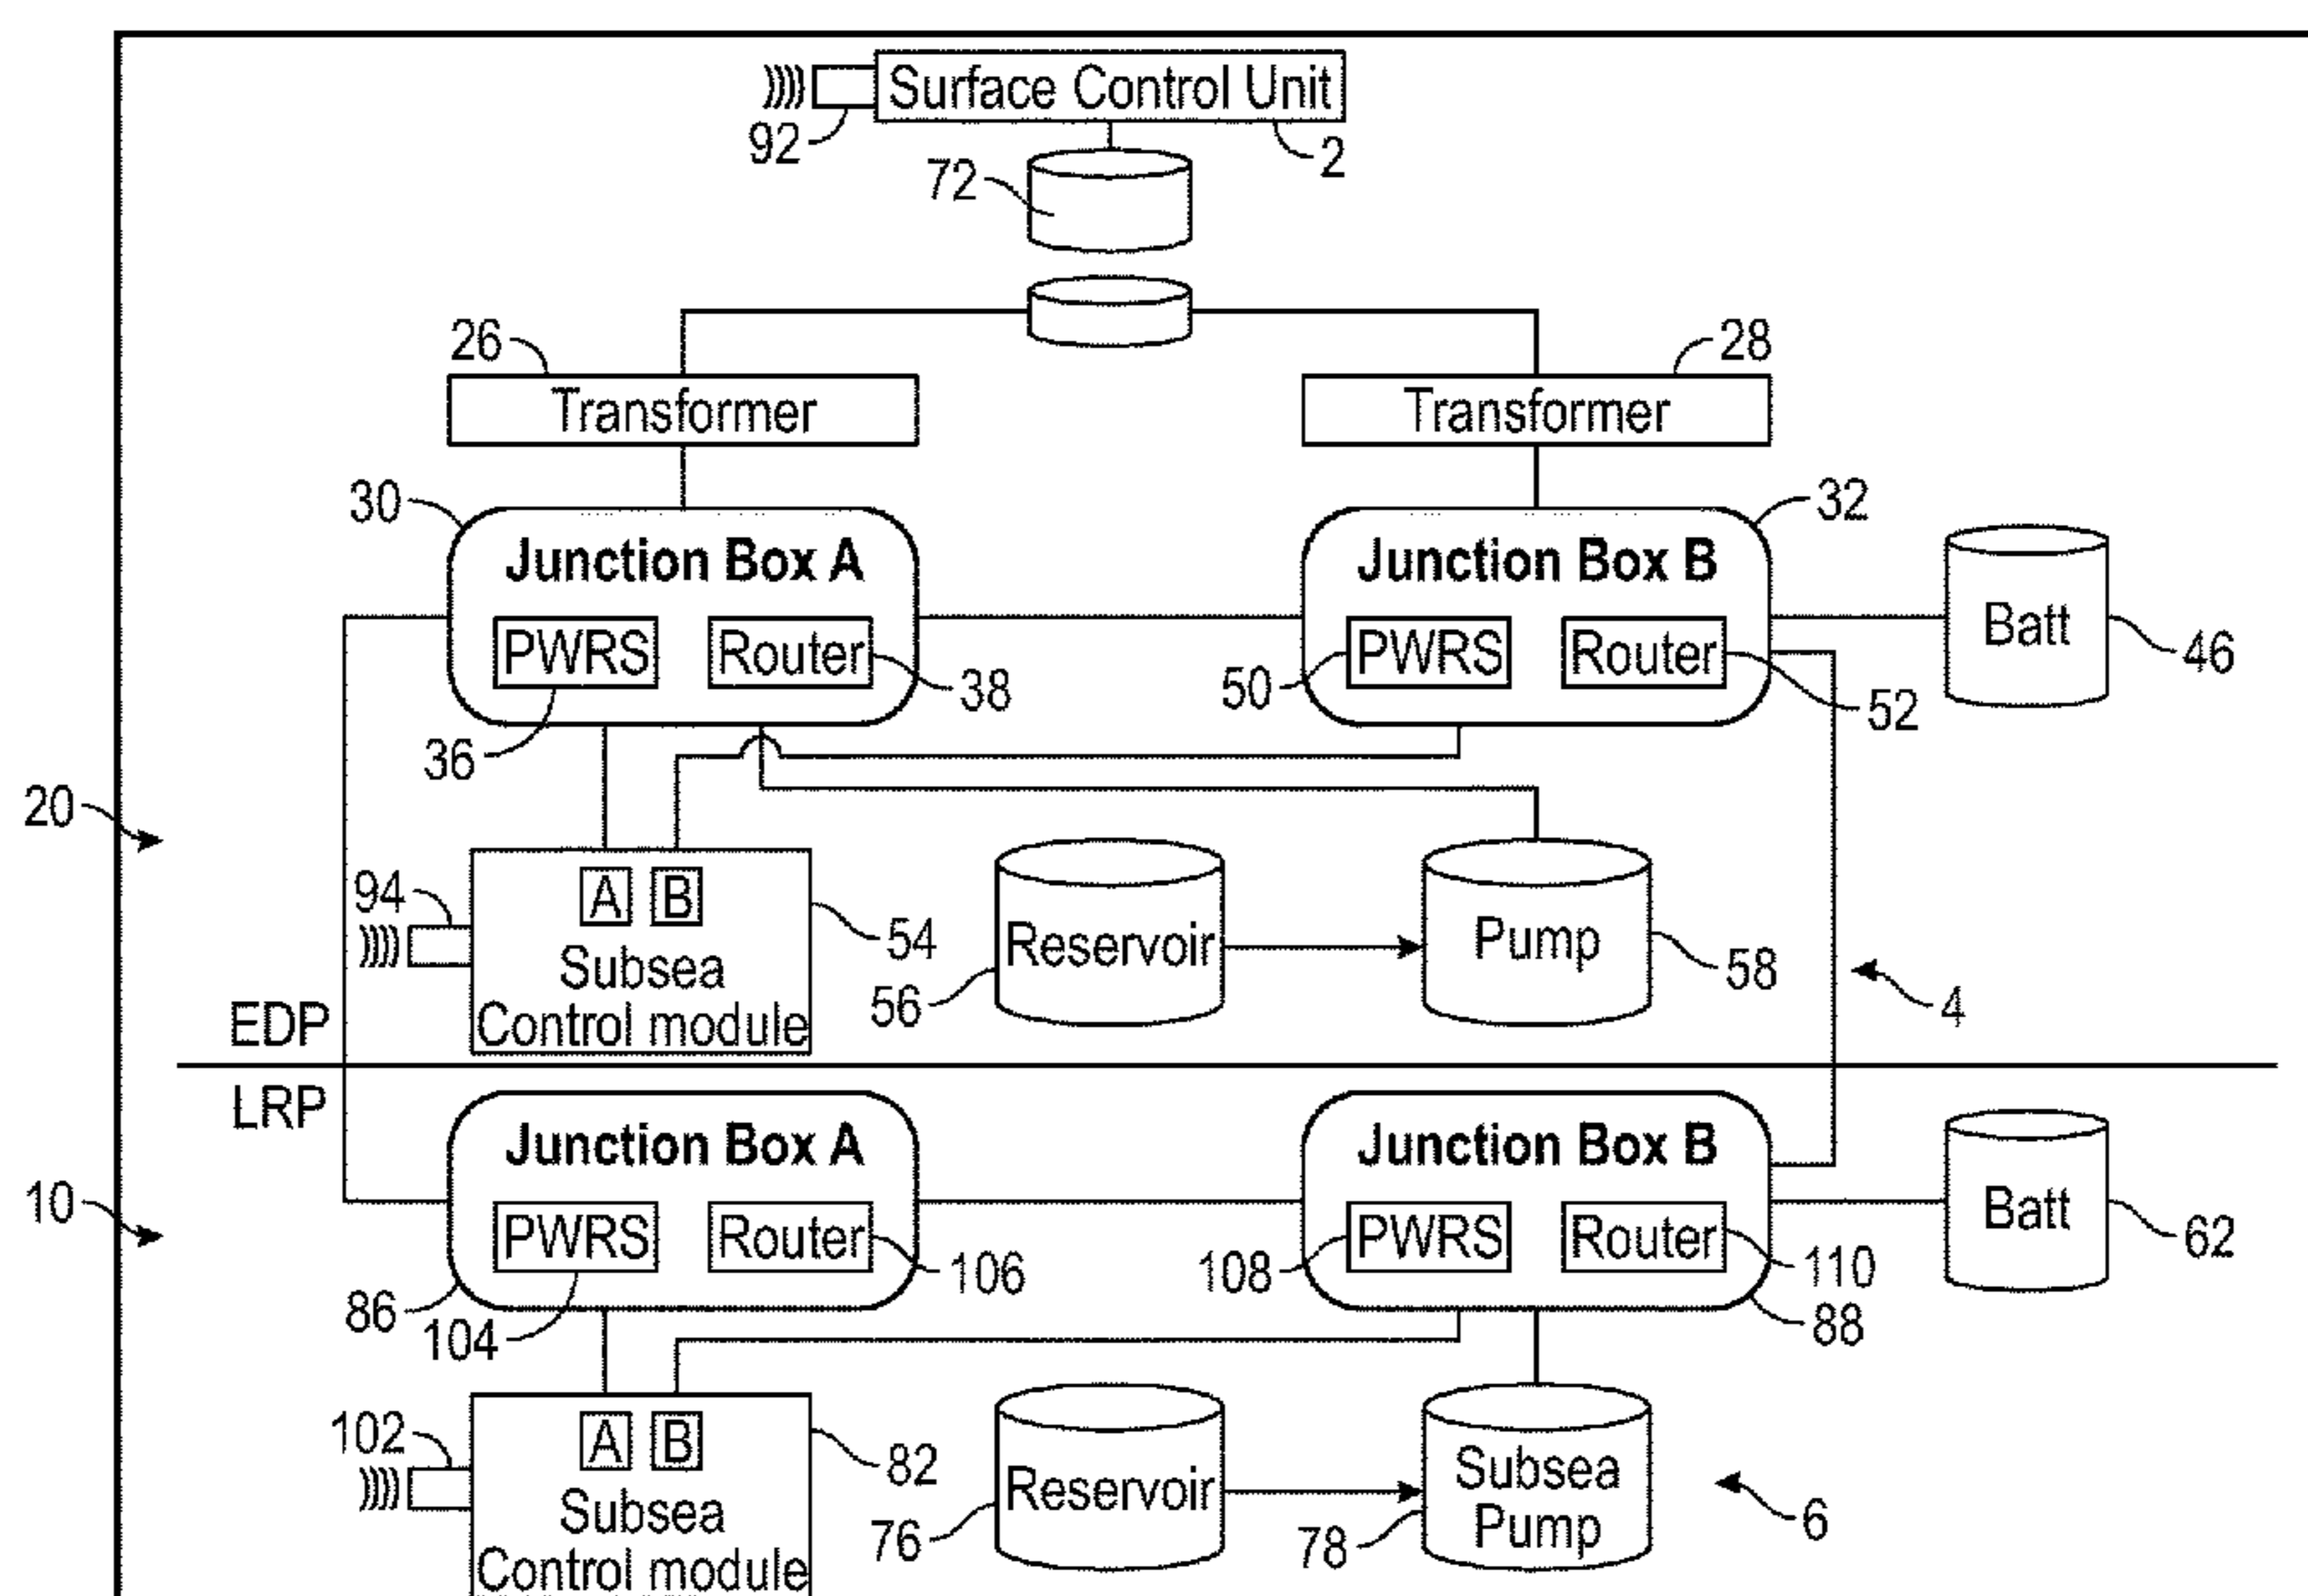 Surface Control Unit
92
2
72
26
28
Transformer
Transformer
30
32
Junction Box A
Junction Box B
Batt
PWRS
Router
PWRS
Router
46
38
50
52
36
20
94
A B
54
Reservoir
Pump
58
Subsea
Control module
56
4
EDP
LRP
Junction Box A
Junction Box B
Batt
10
PWRS
Router
PWRS
Router
62
106
108
110
86
104
88
102
A B
82
Reservoir
Subsea
Pump
Subsea
Control module
76
78
6